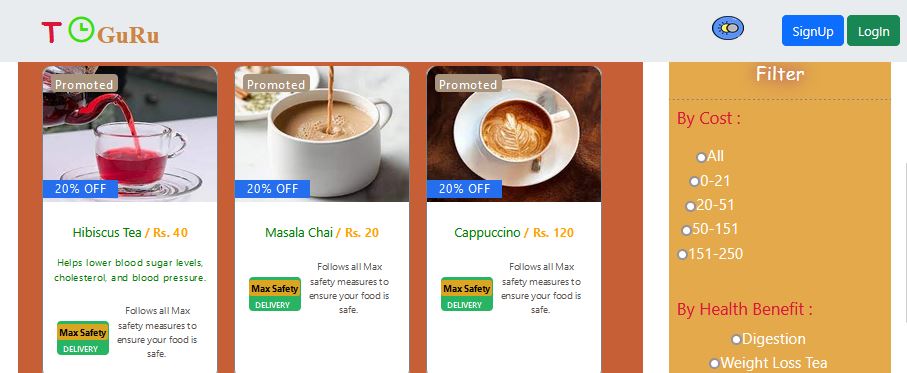 T GuRu
SignUp
LogIn
Promoted
20% OFF
Hibiscus Tea / Rs. 40
Helps lower blood sugar levels,
cholesterol, and blood pressure.
Max Safety
DELIVERY
Follows all Max
safety measures to
ensure your food is
safe.
Promoted
20% OFF
Masala Chai / Rs. 20
Max Safety
DELIVERY
Follows all Max
safety measures to
ensure your food is
safe.
Promoted
20% OFF
Cappuccino / Rs. 120
Max Safety
DELIVERY
Follows all Max
safety measures to
ensure your food is
safe.
Filter
By Cost :
All
0-21
20-51
50-151
151-250
By Health Benefit :
Digestion
Weight Loss Tea